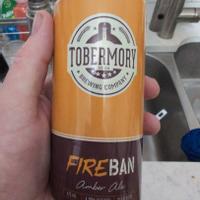 TOBERMORY
BREWING COMPANY
FIREBAN
Amber Ale